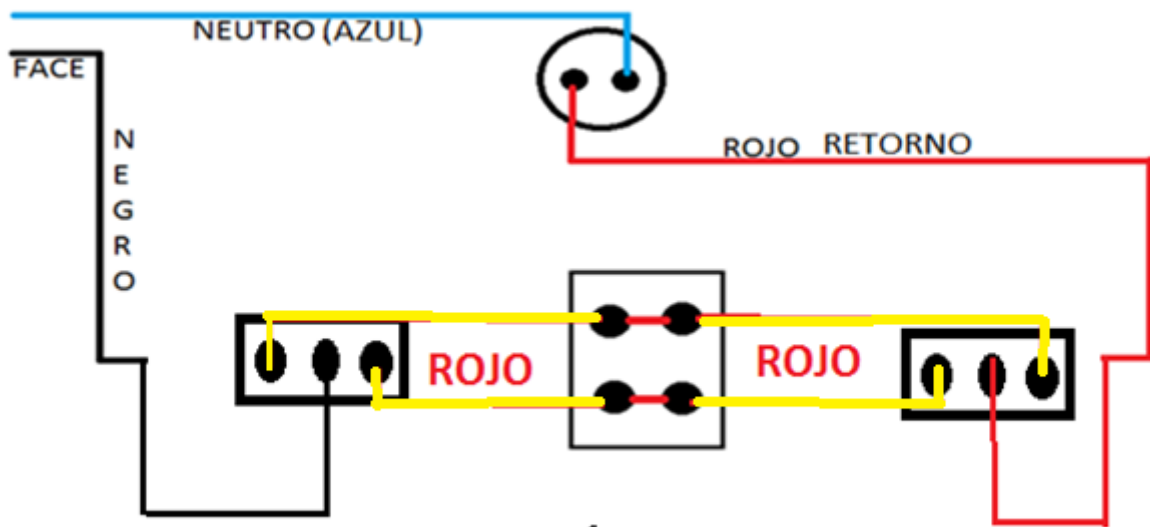 NEUTRO (AZUL)
FACE
NEGRO
ROJO RETORNO
ROJO
ROJO